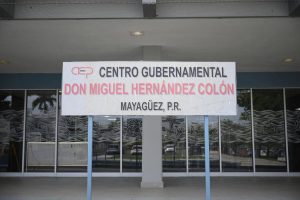 CENTRO GUBERNAMENTAL
DON MIGUEL HERNÁNDEZ COLÓN
MAYAGÜEZ, P.R.